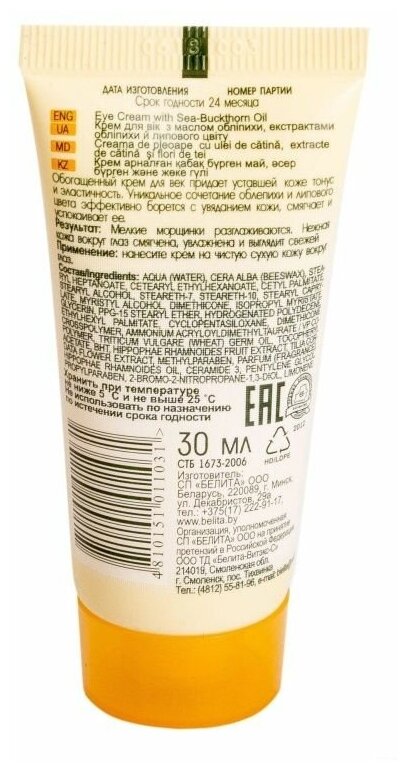 ДАТА ИЗГОТОВЛЕНИЯ НОМЕР ПАРТИИ
Срок годности 24 месяца
ENG Eye Cream with Sea-Buckthorn Oil
UA Крем для вік з маслом обліпихи, екстрактами
обліпихи й липового цвіту
MD Creama de pleoape cu ulei de cătină, extracte
de cătină și flori de tei
KZ Қабақ бүрген май, әсер
бүрген және жөке гүлі
Обогащенный крем для век придает уставшей коже тонус
и эластичность. Уникальное сочетание облепихи и липового
цвета эффективно борется с увяданием кожи, смягчает и
успокаивает ее.
Результат: Мелкие морщинки разглаживаются. Нежная
кожа вокруг глаз смягчена, увлажнена и выглядит свежей
Применение: нанесите крем на чистую сухую кожу вокруг
глаз.
Состав/Ingredients: AQUA (WATER), CERA ALBA (BEESWAX), STEA-
RYL HEPTANOATE, CETEARYL ETHYLHEXANOATE, CETYL PALMITATE,
STEARYL ALCOHOL, STEARETH-7, STEARETH-10, STEARYL CAPRY-
LATE, MYRISTYL ALCOHOL, DIMETHICONE, ISOPROPYL MYRISTATE,
GLYCERIN, PPG-15 STEARYL ETHER, HYDROGENATED POLYDECENE,
ETHYLHEXYL PALMITATE, CYCLOPENTASILOXANE, DIMETHICONE
CROSSPOLYMER, AMMONIUM ACRYLOYLDIMETHYLTAURATE / VP CO-
POLYMER, TRITICUM VULGARE (WHEAT) GERM OIL, TOCOPHERYL
ACETATE, BHT, HIPPOPHAE RHAMNOIDES FRUIT EXTRACT, TILIA COR-
DATA FLOWER EXTRACT, METHYLPARABEN, PARFUM (FRAGRANCE),
HIPPOPHAE RHAMNOIDES OIL, CERAMIDE 3, PENTYLENE GLYCOL,
PROPYLPARABEN, 2-BROMO-2-NITROPROPANE-1,3-DIOL, LIMONENE
Хранить при температуре
не ниже 5°С и не выше 25°С
Не использовать по назначению
по истечении срока годности
EAC
2012
4810151011031
30 МЛ
СТБ 1673-2006
HD/LDPE
Изготовитель:
СП «БЕЛИТА» ООО
Беларусь, 220089, г. Минск,
ул. Декабристов, 29а
тел.: +375(17) 222-91-17.
www.belita.by
Организация, уполномоченная
СП «БЕЛИТА» ООО на принятие
претензий в Российской Федерации
ООО ТД «Белита-Витэкс-С»
214019, Смоленская обл.
г. Смоленск, пос. Тихвинка
Тел: (4812) 55-81-96, e-mail: